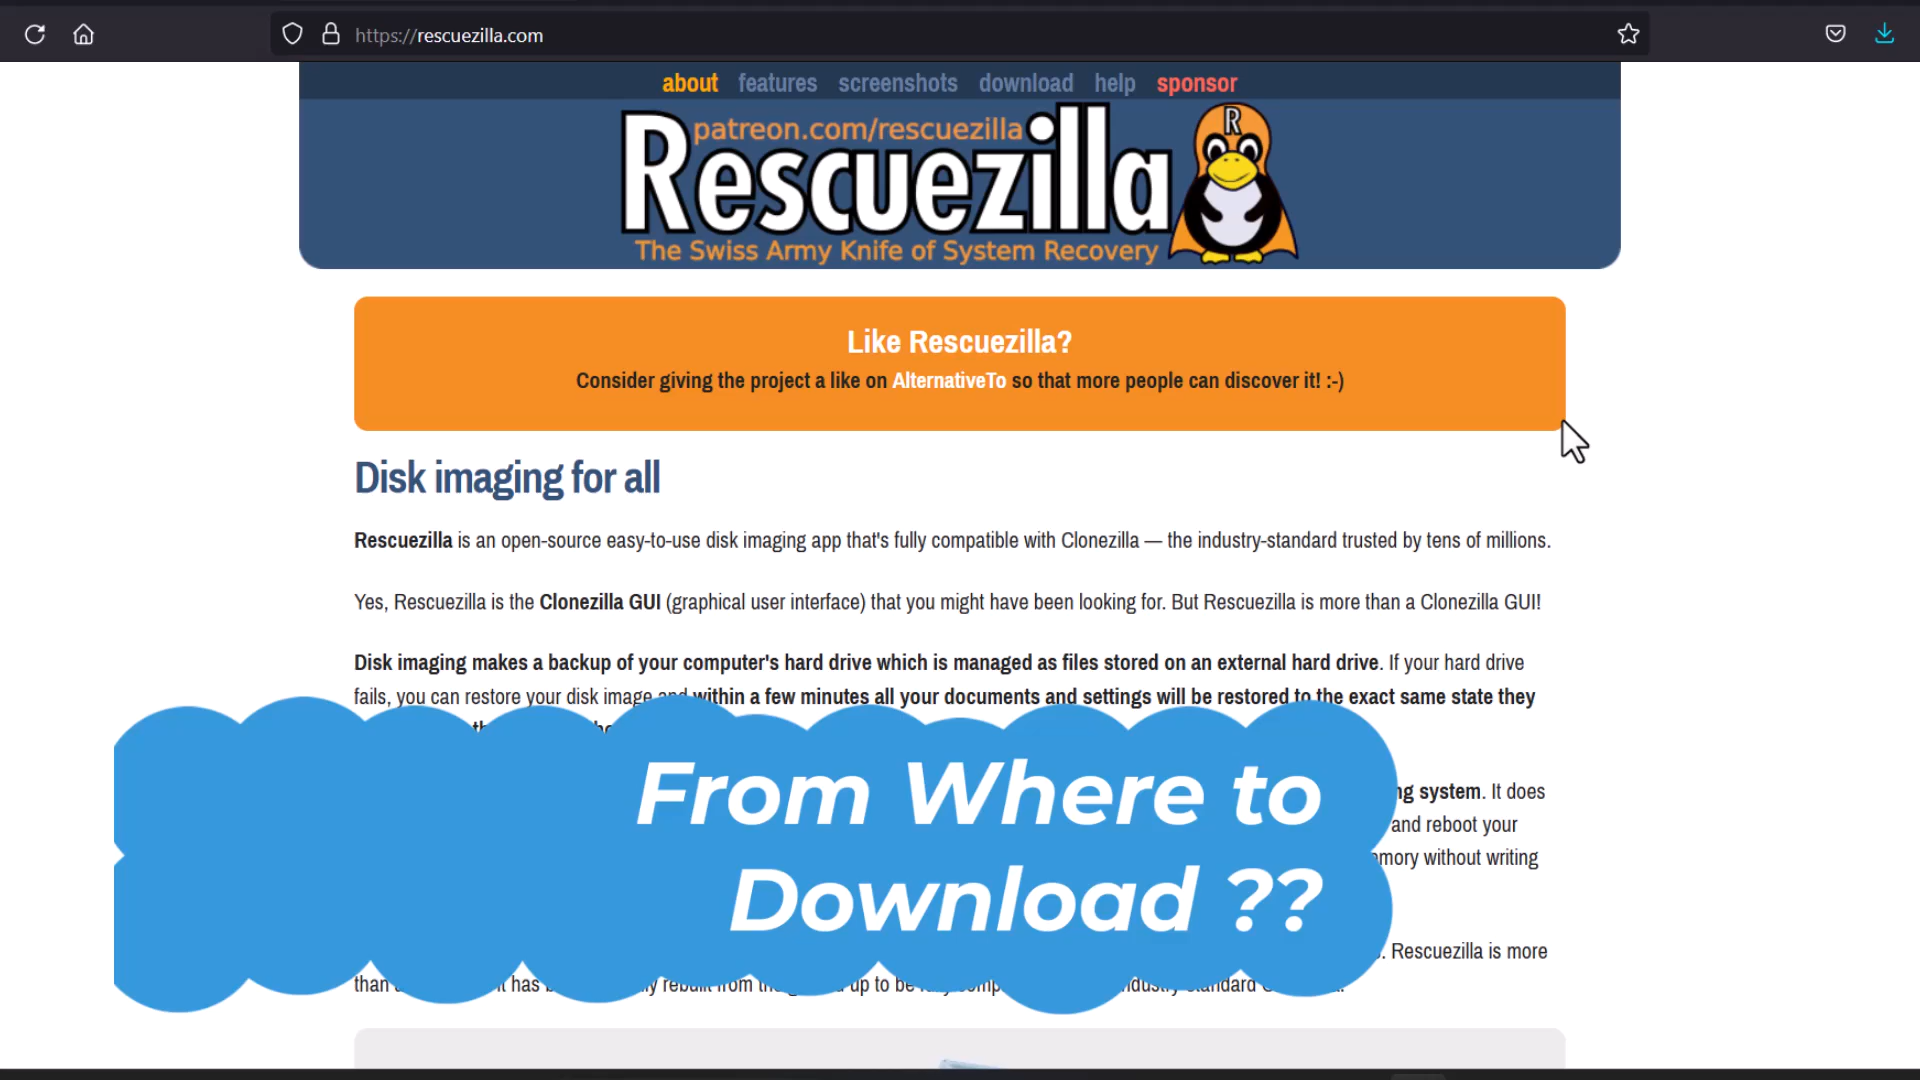 https://rescuezilla.com
about features screenshots download help sponsor
R
patreon.com/rescuezilla
Rescuezilla
The Swiss Army Knife of System Recovery
Like Rescuezilla?
Consider giving the project a like on AlternativeTo so that more people can discover it! :-)
Disk imaging for all
Rescuezilla is an open-source easy-to-use disk imaging app that's fully compatible with Clonezilla — the industry-standard trusted by tens of millions.
Yes, Rescuezilla is the Clonezilla GUI (graphical user interface) that you might have been looking for. But Rescuezilla is more than a Clonezilla GUI!
Disk imaging makes a backup of your computer's hard drive which is managed as files stored on an external hard drive. If your hard drive
fails, you can restore your disk image and within a few minutes all your documents and settings will be restored to the exact same state they
From Where to
Download ??
system. It does
and reboot your
without writing
. Rescuezilla is more
than
has
rebuilt from
up to be